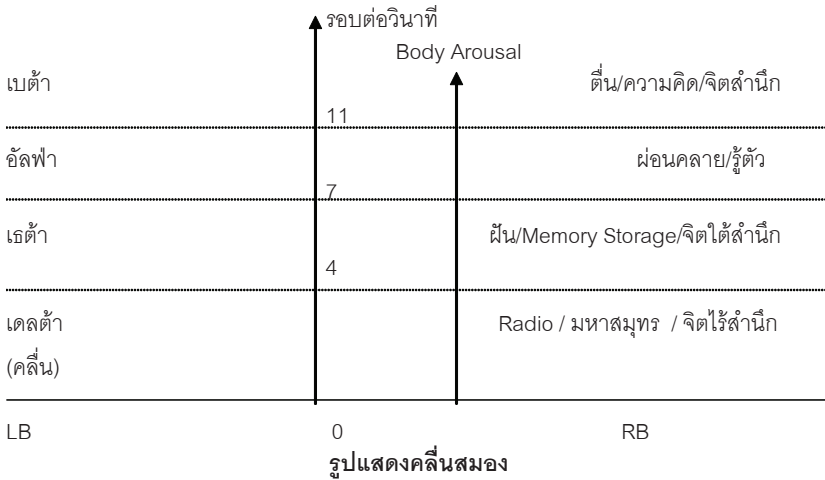 รอบต่อวินาที
Body Arousal
เบต้า ตื่น/ความคิด/จิตสำนึก
11
อัลฟ่า ผ่อนคลาย/รู้ตัว
7
เธต้า ฝัน/Memory Storage/จิตใต้สำนึก
4
เดลต้า Radio / มหาสมุทร / จิตไร้สำนึก
(คลื่น)
LB 0 RB
รูปแสดงคลื่นสมอง